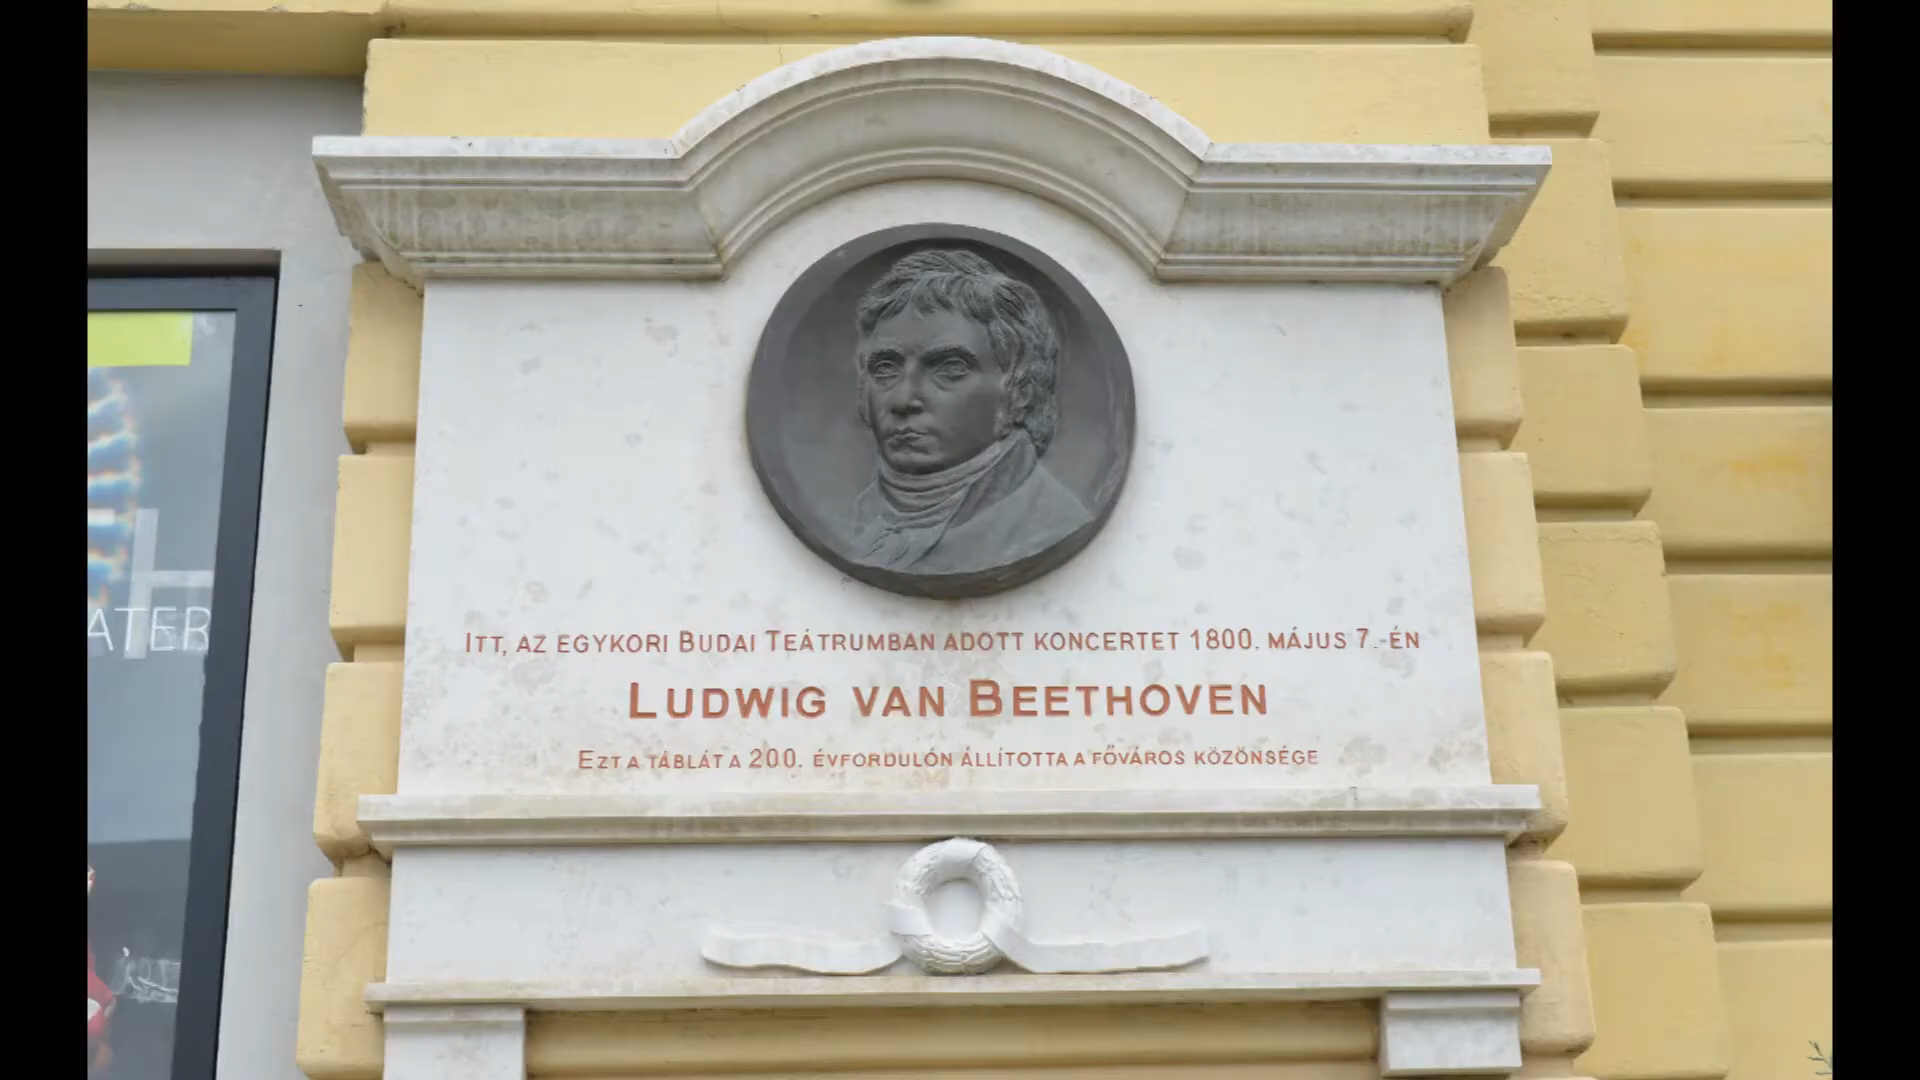 ATER
ITT, AZ EGYKORI BUDAI TEÁTRUMBAN ADOTT KONCERTET 1800. MÁJUS 7.-ÉN
LUDWIG VAN BEETHOVEN
EZT A TÁBLÁT A 200. ÉVFORDULÓN ÁLLÍTOTTA A FŐVÁROS KÖZÖNSÉGE